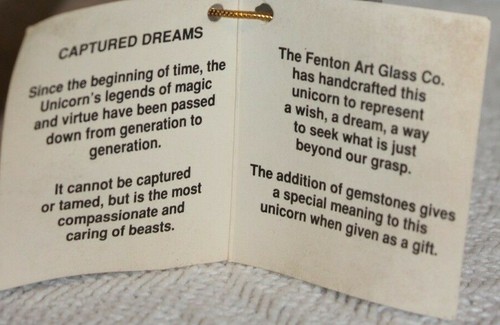 CAPTURED DREAMS
Since the beginning of time, the
Unicorn's legends of magic
and virtue have been passed
down from generation to
generation.
It cannot be captured
or tamed, but is the most
compassionate and
caring of beasts.
The Fenton Art Glass Co.
has handcrafted this
unicorn to represent
a wish, a dream, a way
to seek what is just
beyond our grasp.
The addition of gemstones gives
a special meaning to this
unicorn when given as a gift.